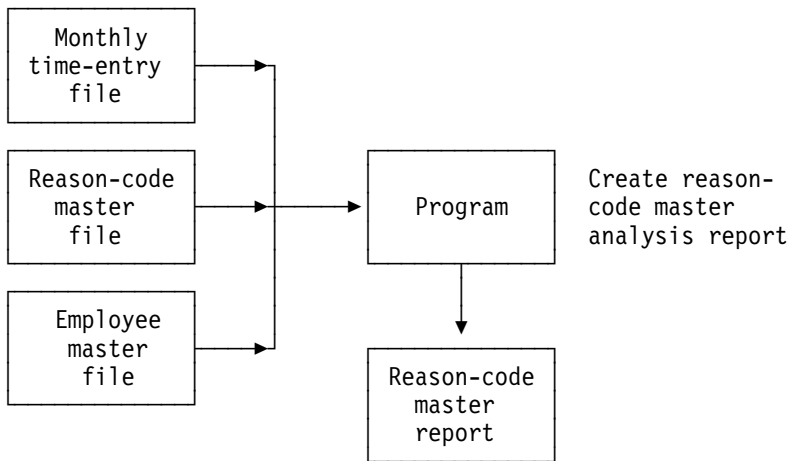 Monthly
time-entry
file
Reason-code
master
file
Employee
master
file
Program
Create reason-
code master
analysis report
Reason-code
master
report